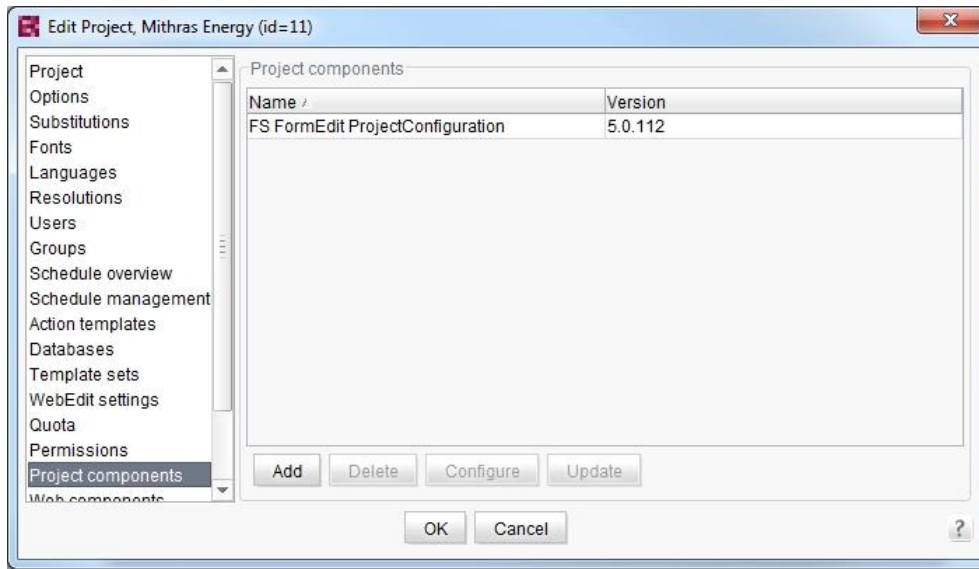 Edit Project, Mithras Energy (id=11)
Project
Options
Substitutions
Fonts
Languages
Resolutions
Users
Groups
Schedule overview
Schedule management
Action templates
Databases
Template sets
WebEdit settings
Quota
Permissions
Project components
Web components
Project components
Name Version
FS FormEdit ProjectConfiguration 5.0.112
Add Delete Configure Update
OK Cancel ?